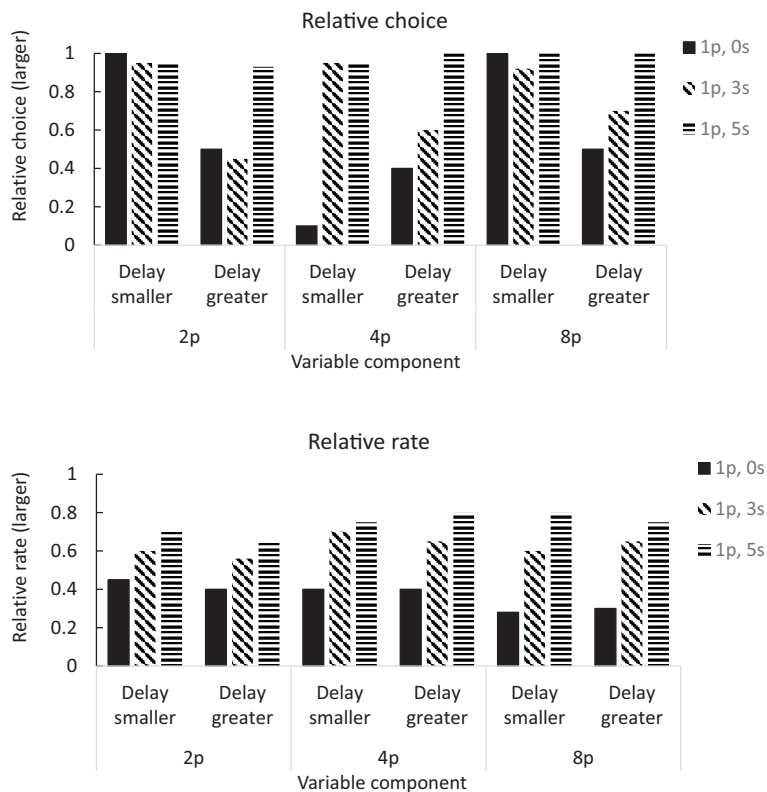 Relative choice
Relative choice (larger)
1
0.8
0.6
0.4
0.2
0
1p, 0s
1p, 3s
1p, 5s
Delay smaller
Delay greater
Delay smaller
Delay greater
Delay smaller
Delay greater
2p
4p
8p
Variable component
Relative rate
Relative rate (larger)
1
0.8
0.6
0.4
0.2
0
1p, 0s
1p, 3s
1p, 5s
Delay smaller
Delay greater
Delay smaller
Delay greater
Delay smaller
Delay greater
2p
4p
8p
Variable component